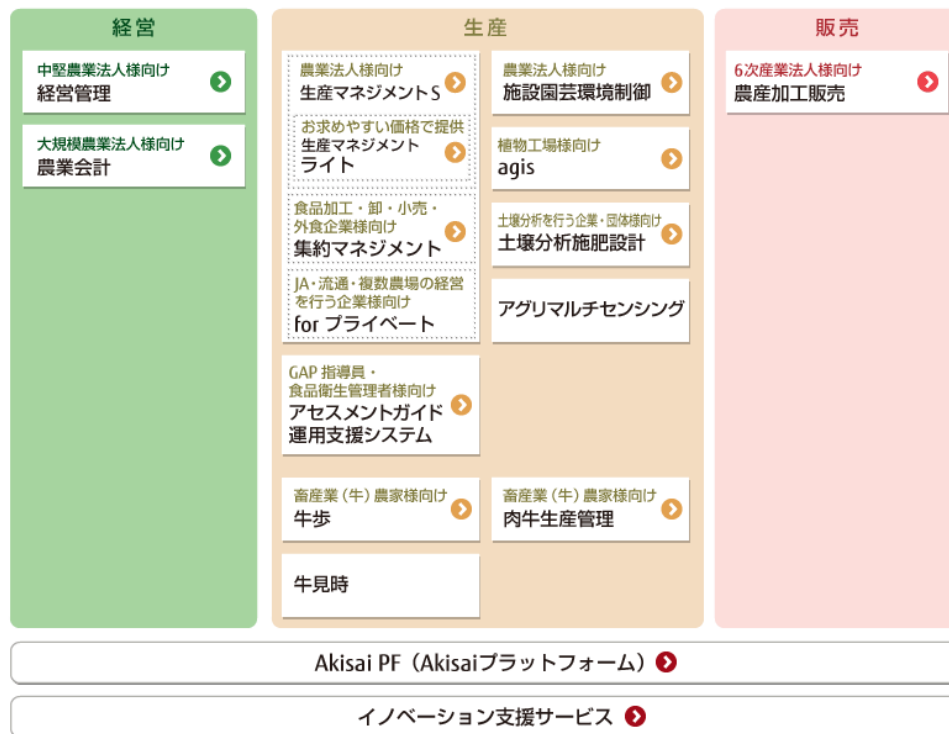 経営
中堅農業法人様向け
経営管理
大規模農業法人様向け
農業会計
生産
農業法人様向け
生産マネジメントS
お求めやすい価格で提供
生産マネジメント
ライト
食品加工・卸・小売・
外食企業様向け
集約マネジメント
JA・流通・複数農場の経営
を行う企業様向け
for プライベート
GAP 指導員・
食品衛生管理者様向け
アセスメントガイド
運用支援システム
畜産業（牛）農家様向け
牛歩
牛見時
農業法人様向け
施設園芸環境制御
植物工場様向け
agis
土壌分析を行う企業・団体様向け
土壌分析施肥設計
アグリマルチセンシング
畜産業（牛）農家様向け
肉牛生産管理
販売
6次産業法人様向け
農産加工販売
Akisai PF（Akisaiプラットフォーム）
イノベーション支援サービス